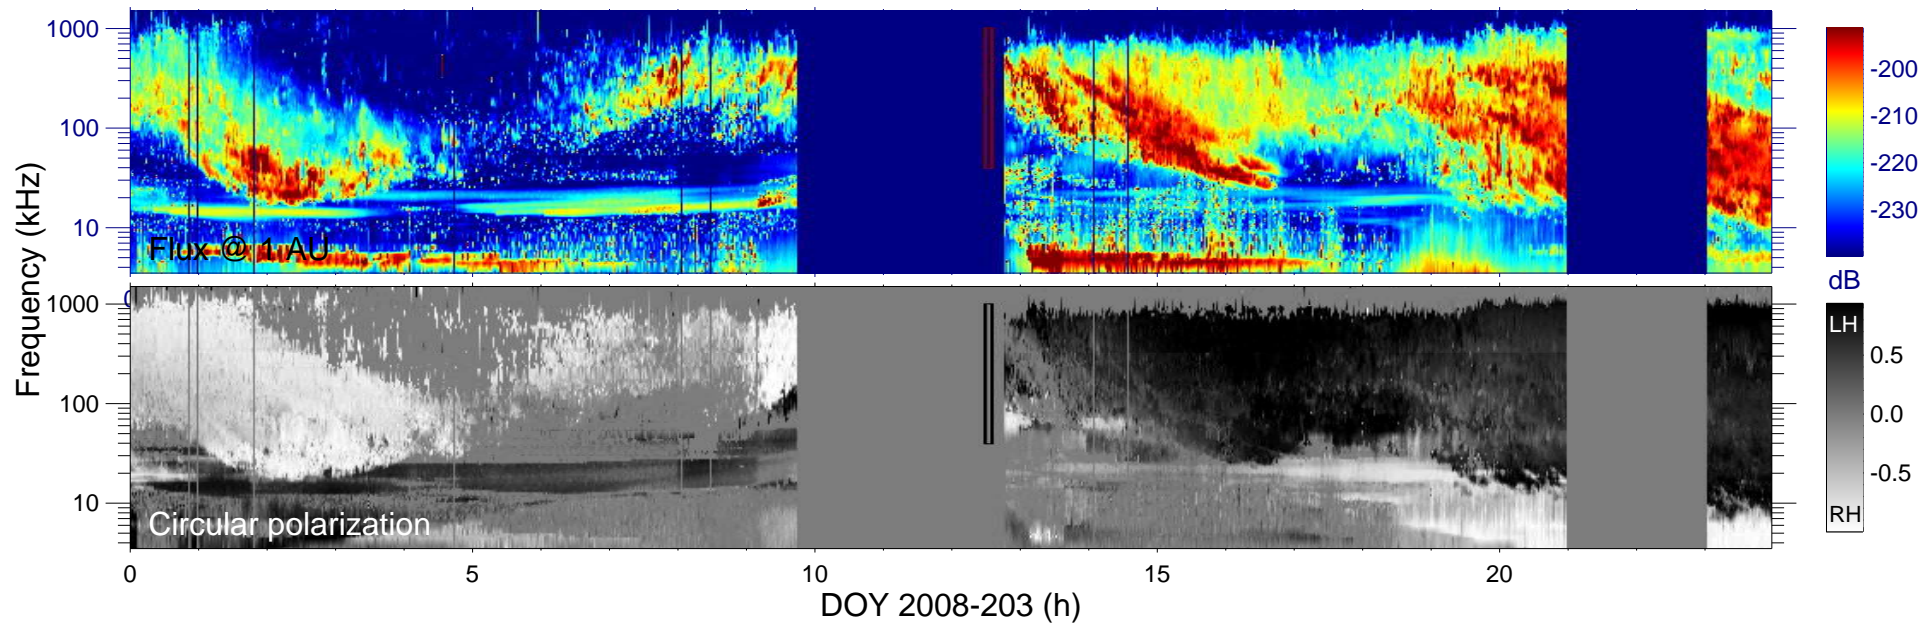 Frequency (kHz)
1000
100
10
Flux @ 1 AU
-200
-210
-220
-230
dB
0
1000
100
10
Circular polarization
LH
0.5
0.0
-0.5
RH
0
5
10
15
20
DOY 2008-203 (h)